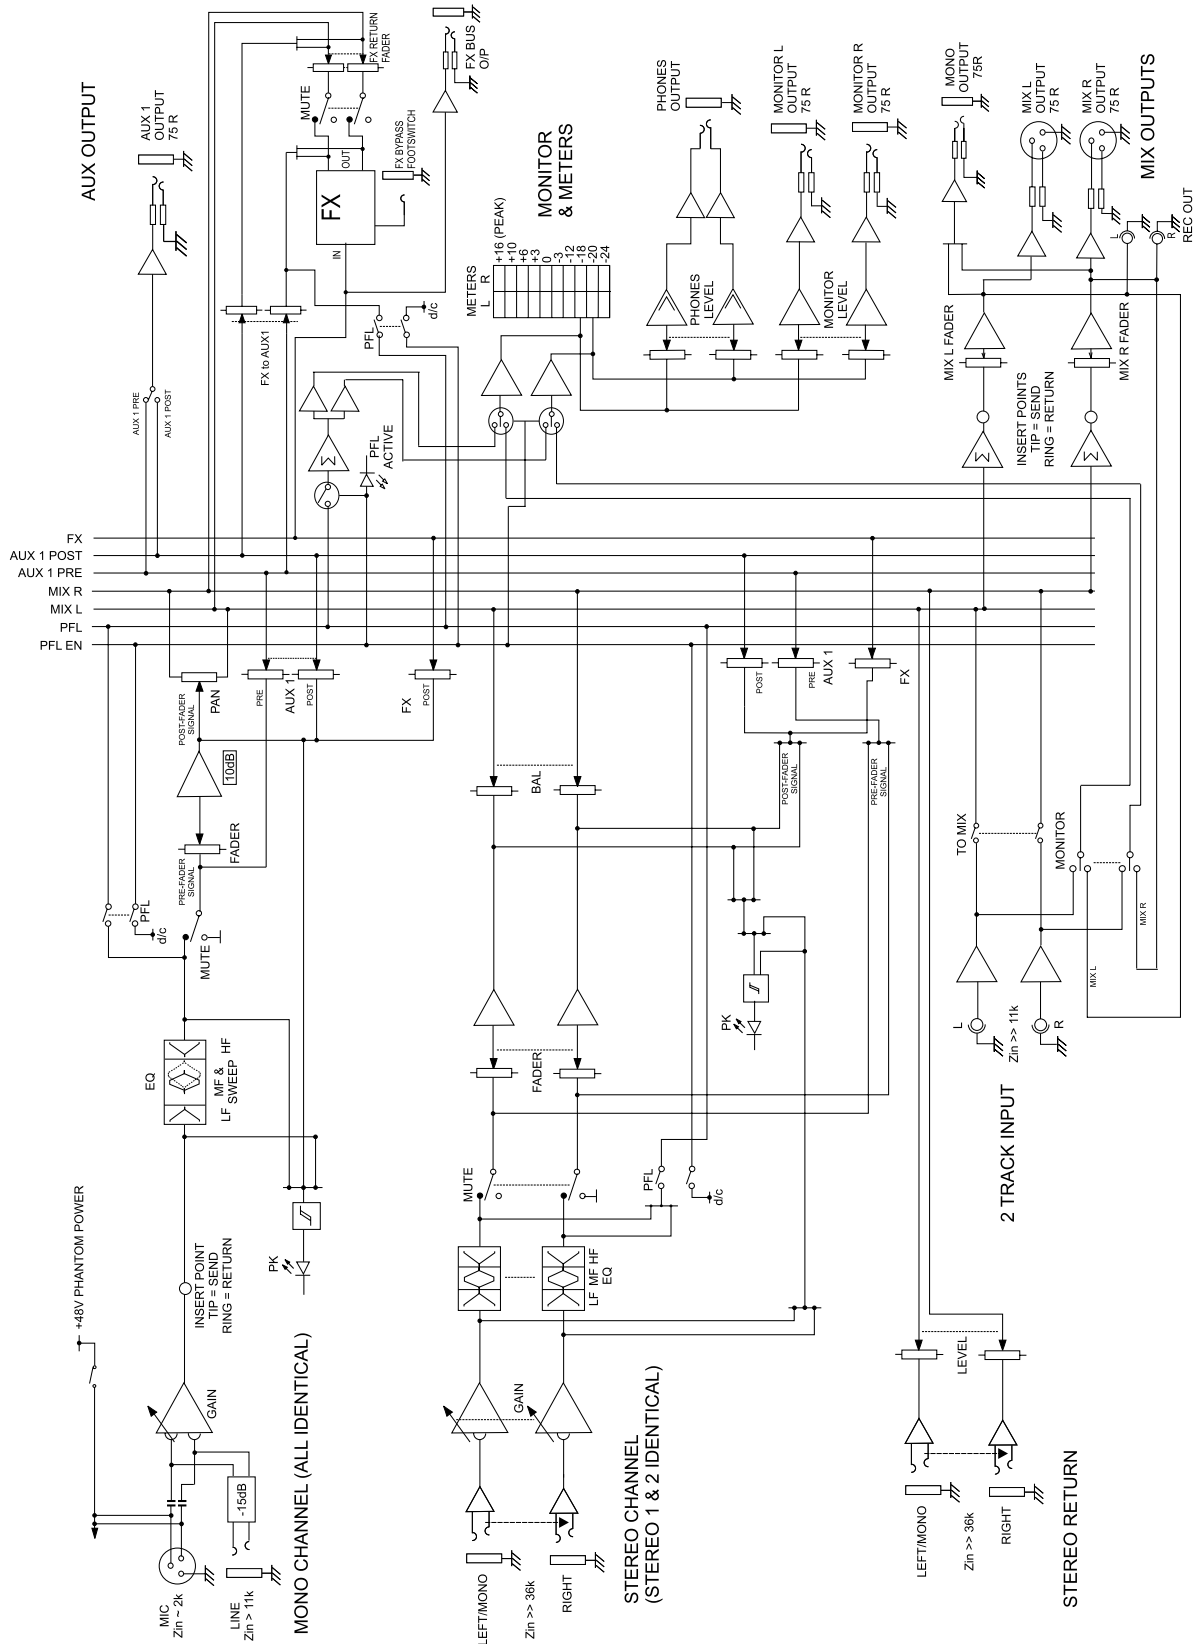 AUX OUTPUT
AUX 1
OUTPUT
75 R
MUTE
FX RETURN
FADER
FX BUS
O/P
OUT
FX
IN
FX BYPASS
FOOTSWITCH
MONITOR
& METERS
METERS
L R
+16 (PEAK)
+10
+6
+3
0
-3
-12
-18
-20
-24
PHONES
OUTPUT
MONITOR L
OUTPUT
75 R
MONITOR R
OUTPUT
75 R
PHONES
LEVEL
MONITOR
LEVEL
MONO
OUTPUT
75R
MIX L
OUTPUT
75 R
MIX R
OUTPUT
75 R
MIX OUTPUTS
L
R
REC OUT
MIX L FADER
MIX R FADER
INSERT POINTS
TIP = SEND
RING = RETURN
Σ
Σ
AUX 1 PRE
AUX 1 POST
FX to AUX1
PFL
d/c
Σ
PFL
ACTIVE
FX
AUX 1 POST
AUX 1 PRE
MIX R
MIX L
PFL
PFL EN
POST-FADER
SIGNAL
PAN
PRE
AUX 1
POST
FX
POST
10dB
FADER
PRE-FADER
SIGNAL
PFL
d/c
MUTE
EQ
LF
MF &
SWEEP
HF
PK
+48V PHANTOM POWER
INSERT POINT
TIP = SEND
RING = RETURN
GAIN
-15dB
MIC
Zin ~ 2k
LINE
Zin > 11k
MONO CHANNEL (ALL IDENTICAL)
POST
PRE
AUX 1
FX
BAL
POST-FADER
SIGNAL
PRE-FADER
SIGNAL
FADER
PK
MUTE
PFL
d/c
LF MF HF
EQ
GAIN
LEFT/MONO
Zin >> 36k
RIGHT
STEREO CHANNEL
(STEREO 1 & 2 IDENTICAL)
TO MIX
MONITOR
MIX L
MIX R
L
Zin >> 11k
R
2 TRACK INPUT
LEVEL
LEFT/MONO
Zin >> 36k
RIGHT
STEREO RETURN